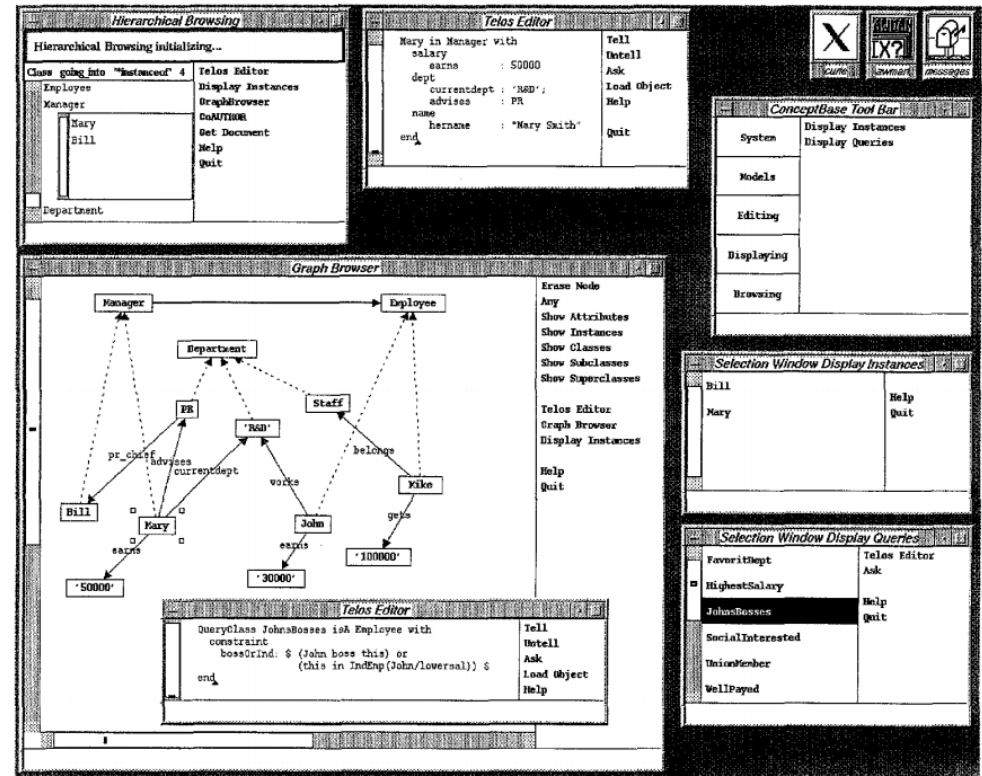 Hierarchical Browsing
Hierarchical Browsing initializing...
Class going_into "instanceof" 4
Employee
Manager
Mary
Bill
Department
Telos Editor
Display Instances
GraphBrowser
CoAUTHOR
Get Document
Help
Quit
Telos Editor
Mary in Manager with
salary
earns : 50000
dept
currentdept : 'R&D';
advises : PR
name
hername : "Mary Smith"
end
Tell
Untell
Ask
Load Object
Help
Quit
X
X?
curie
awman
messages
ConceptBase Tool Bar
System
Models
Editing
Displaying
Browsing
Display Instances
Display Queries
Graph Browser
Manager
Employee
Department
PR
Staff
'R&D'
pr_chief
advises
currentdept
belongs
works
Mike
Bill
Mary
John
gets
earns
earns
'100000'
'50000'
'30000'
Erase Node
Any
Show Attributes
Show Instances
Show Classes
Show Subclasses
Show Superclasses
Telos Editor
Graph Browser
Display Instances
Help
Quit
Telos Editor
QueryClass JohnsBosses isA Employee with
constraint
bossOrInd: $ (John boss this) or
(this in IndEmp(John/lowersal)) $
end
Tell
Untell
Ask
Load Object
Help
Selection Window Display Instances
Bill
Mary
Help
Quit
Selection Window Display Queries
FavoritDept
HighestSalary
JohnsBosses
SocialInterested
UnionMember
WellPayed
Telos Editor
Ask
Help
Quit